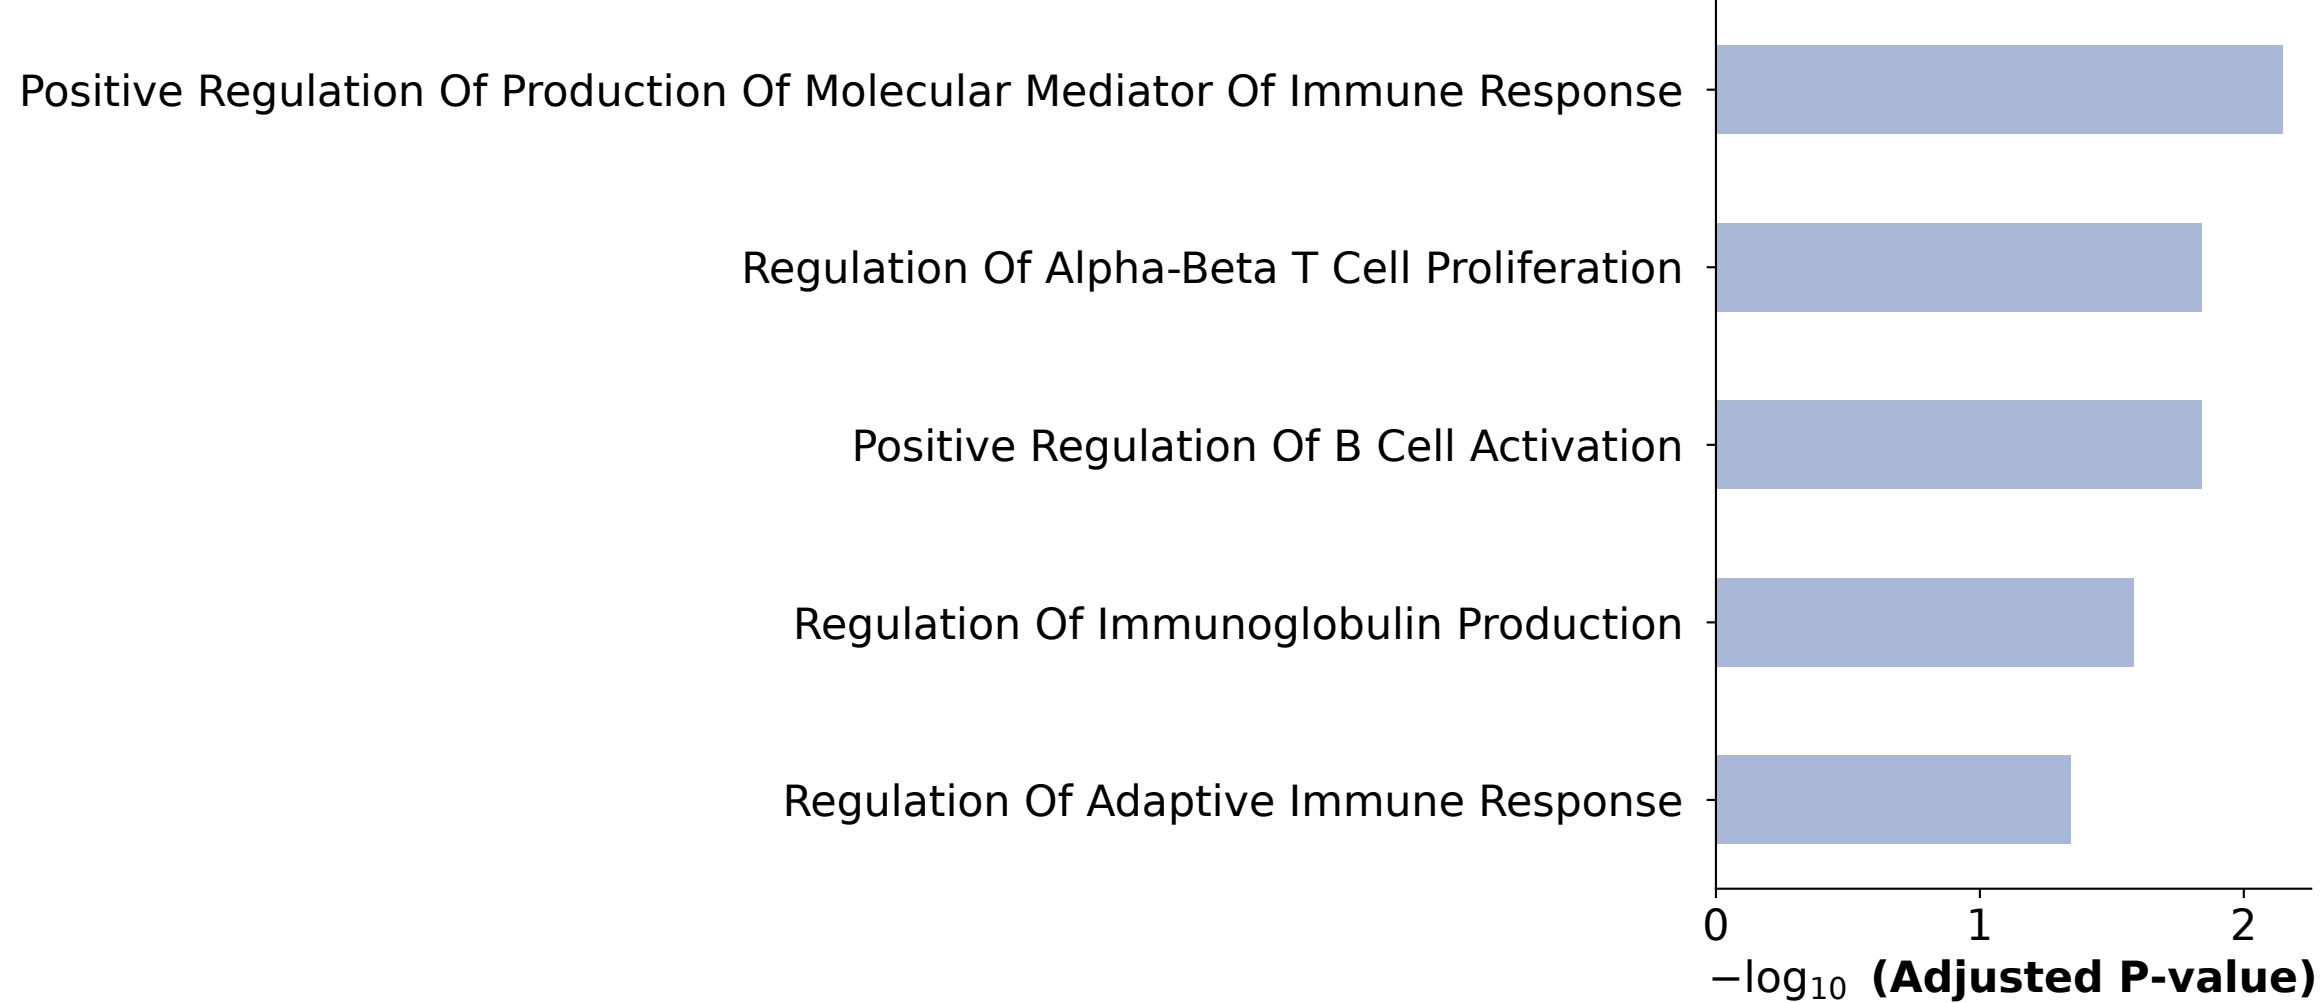 Positive Regulation Of Production Of Molecular Mediator Of Immune Response
Regulation Of Alpha-Beta T Cell Proliferation
Positive Regulation Of B Cell Activation
Regulation Of Immunoglobulin Production
Regulation Of Adaptive Immune Response
0 1 2
−log₁₀ (Adjusted P-value)